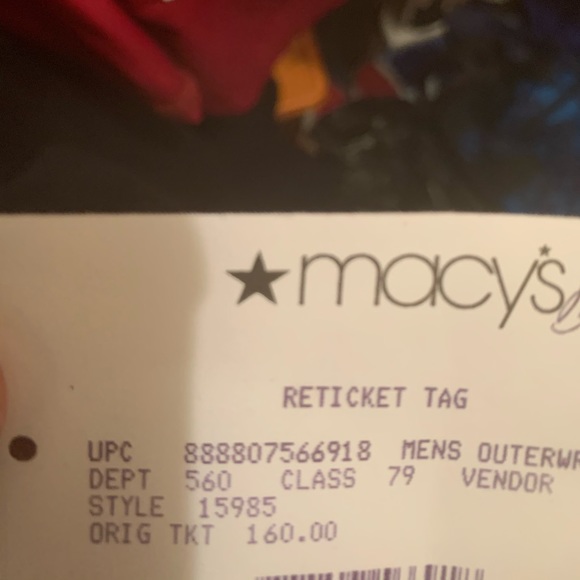 ★macy's
RETICKET TAG
UPC 888807566918 MENS OUTERWR
DEPT 560 CLASS 79 VENDOR
STYLE 15985
ORIG TKT 160.00